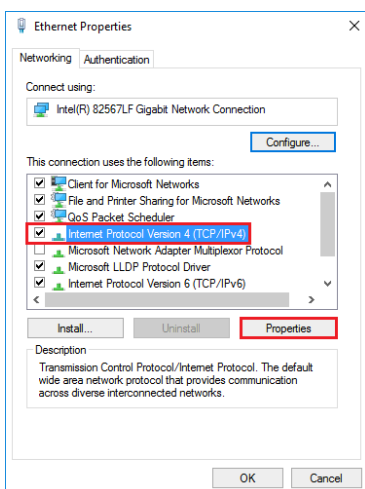 Ethernet Properties
Networking Authentication
Connect using:
Intel(R) 82567LF Gigabit Network Connection
Configure...
This connection uses the following items:
Client for Microsoft Networks
File and Printer Sharing for Microsoft Networks
QoS Packet Scheduler
Internet Protocol Version 4 (TCP/IPv4)
Microsoft Network Adapter Multiplexor Protocol
Microsoft LLDP Protocol Driver
Internet Protocol Version 6 (TCP/IPv6)
Install... Uninstall Properties
Description
Transmission Control Protocol/Internet Protocol. The default
wide area network protocol that provides communication
across diverse interconnected networks.
OK Cancel